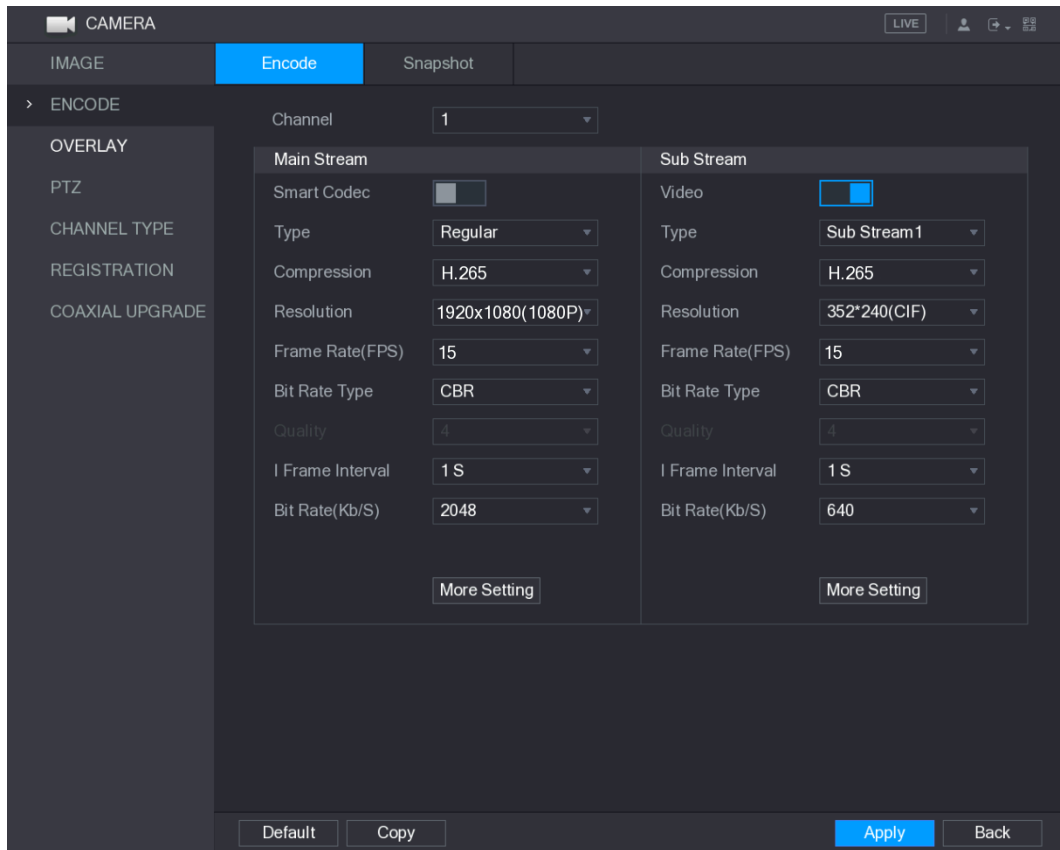 CAMERA LIVE
IMAGE Encode Snapshot
> ENCODE
Channel 1
OVERLAY
Main Stream Sub Stream
PTZ
Smart Codec Video
CHANNEL TYPE
Type Regular Type Sub Stream1
REGISTRATION
Compression H.265 Compression H.265
COAXIAL UPGRADE
Resolution 1920x1080(1080P) Resolution 352*240(CIF)
Frame Rate(FPS) 15 Frame Rate(FPS) 15
Bit Rate Type CBR Bit Rate Type CBR
Quality 4 Quality 4
I Frame Interval 1 S I Frame Interval 1 S
Bit Rate(Kb/S) 2048 Bit Rate(Kb/S) 640
More Setting More Setting
Default Copy Apply Back